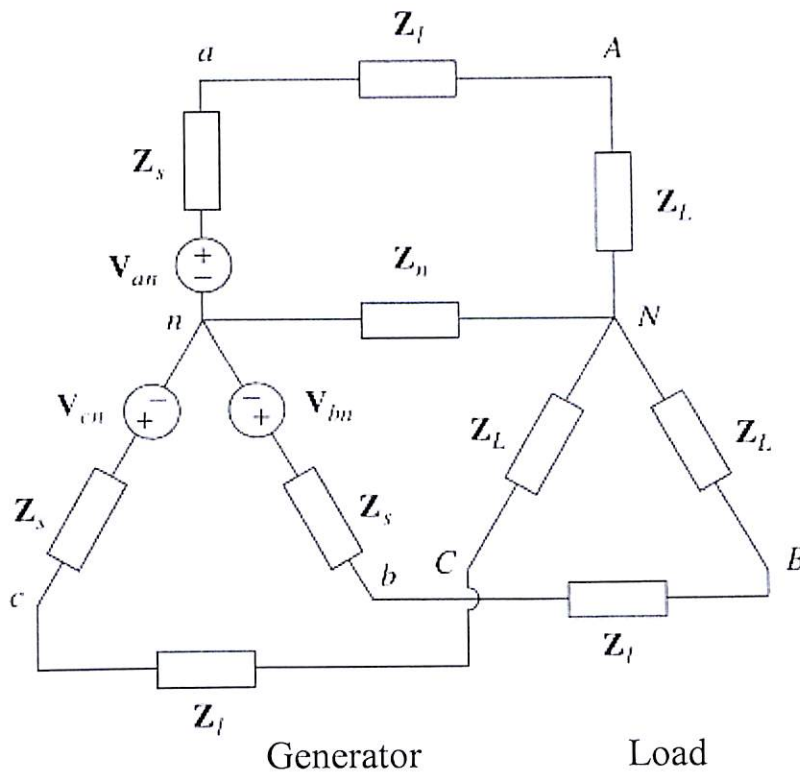 a
Z_l
A
Z_s
Z_L
V_an
Z_n
n
N
V_cn
V_bn
Z_L
Z_L
Z_s
Z_s
c
b
C
B
Z_l
Z_l
Generator Load